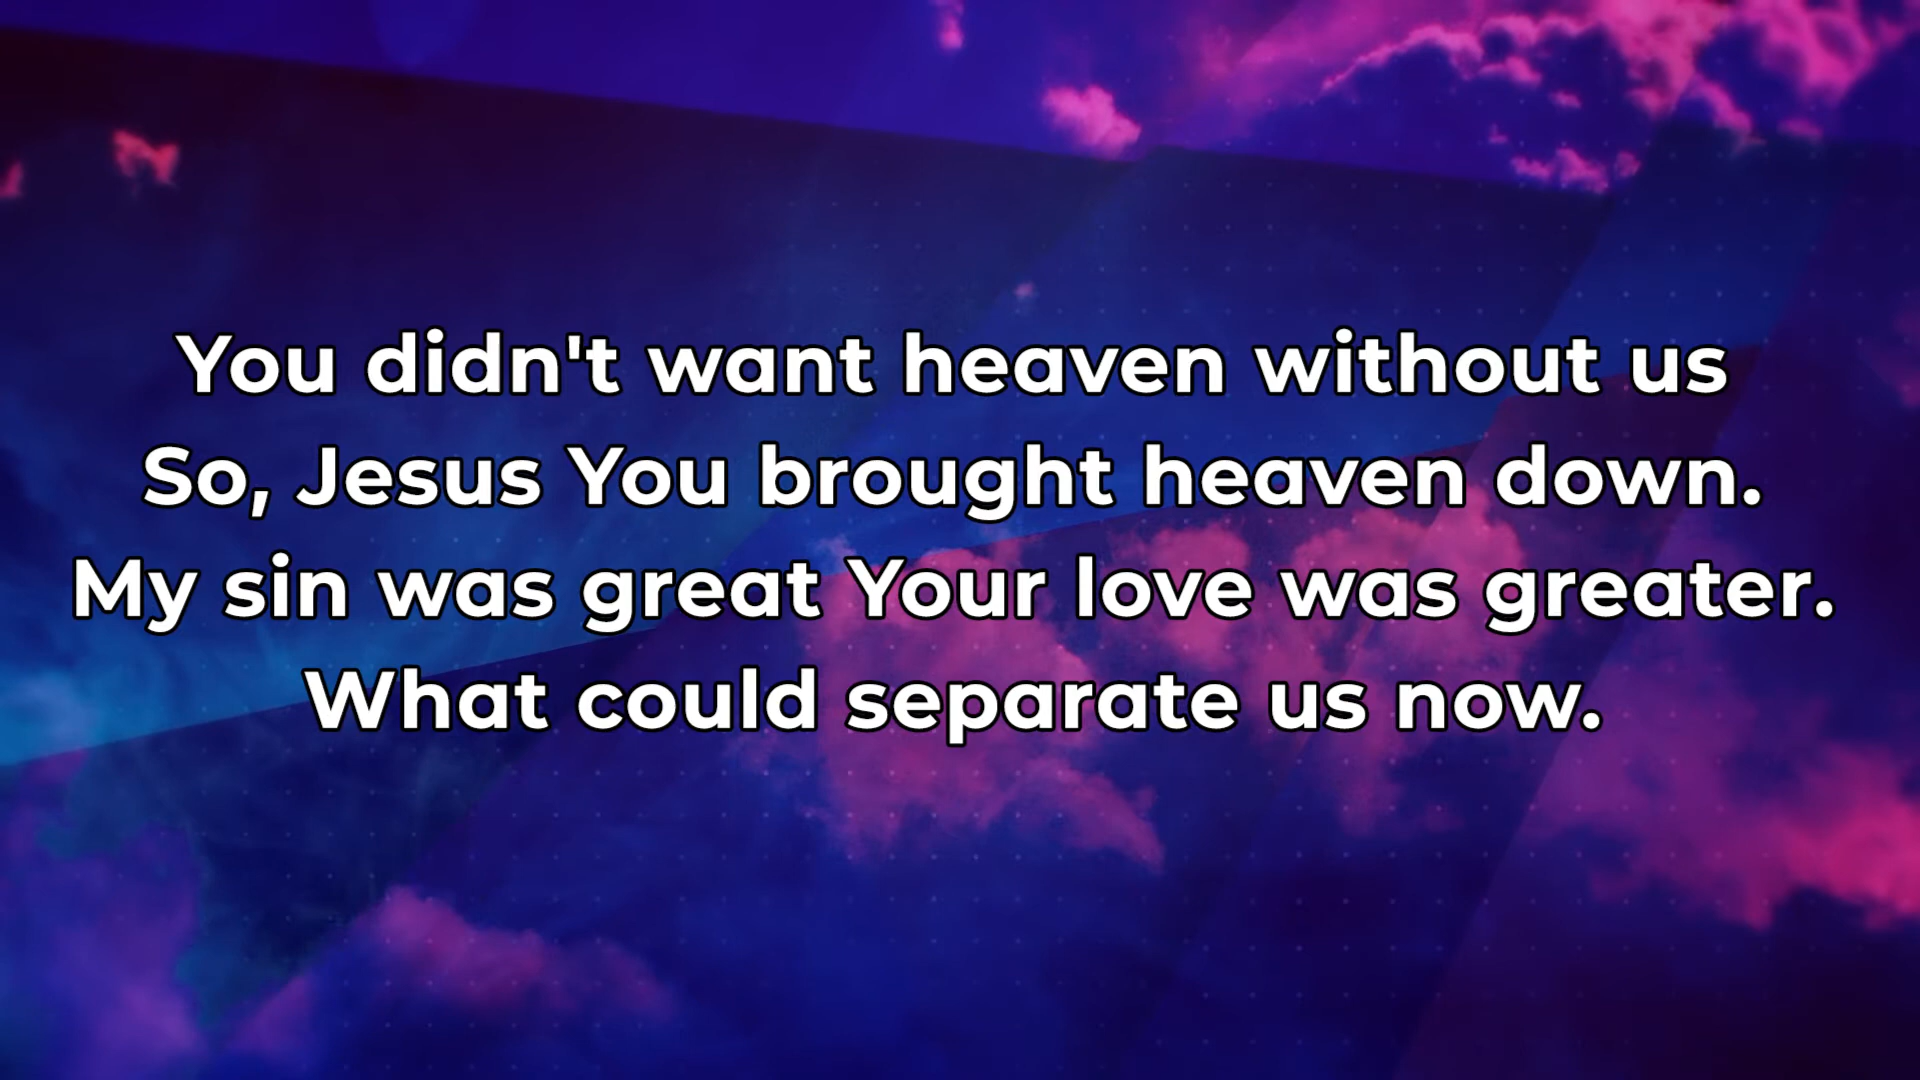 You didn't want heaven without us
So, Jesus You brought heaven down.
My sin was great Your love was greater.
What could separate us now.